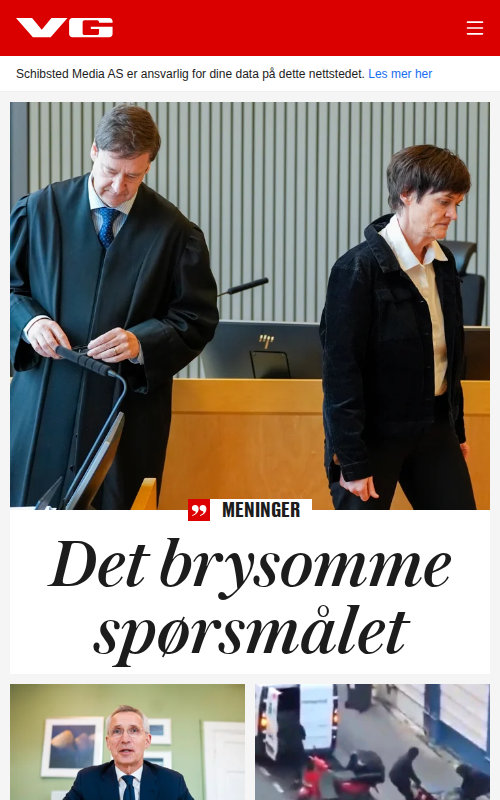 VG
Schibsted Media AS er ansvarlig for dine data på dette nettstedet. Les mer her
hp
MENINGER
Det brysomme
spørsmålet